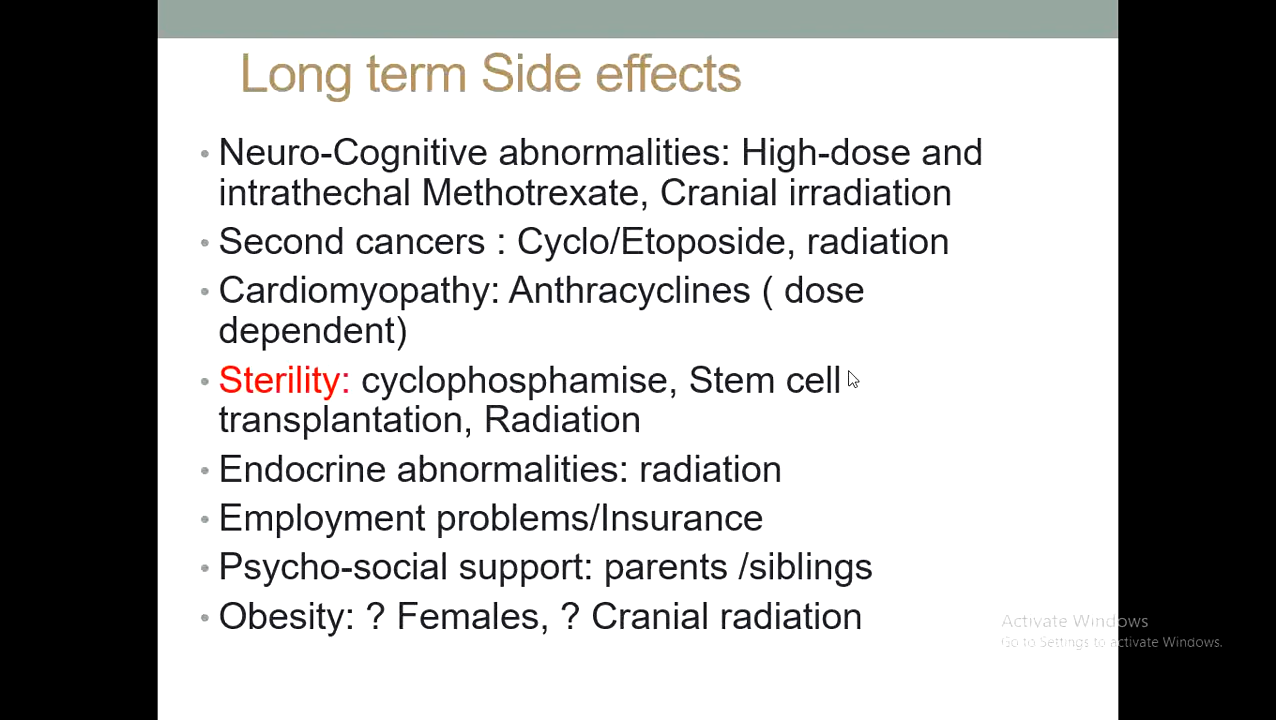 Long term Side effects
• Neuro-Cognitive abnormalities: High-dose and
intrathechal Methotrexate, Cranial irradiation
• Second cancers : Cyclo/Etoposide, radiation
• Cardiomyopathy: Anthracyclines ( dose
dependent)
• Sterility: cyclophosphamise, Stem cell
transplantation, Radiation
• Endocrine abnormalities: radiation
• Employment problems/Insurance
• Psycho-social support: parents /siblings
• Obesity: ? Females, ? Cranial radiation
Activate Windows
Go to Settings to activate Windows.